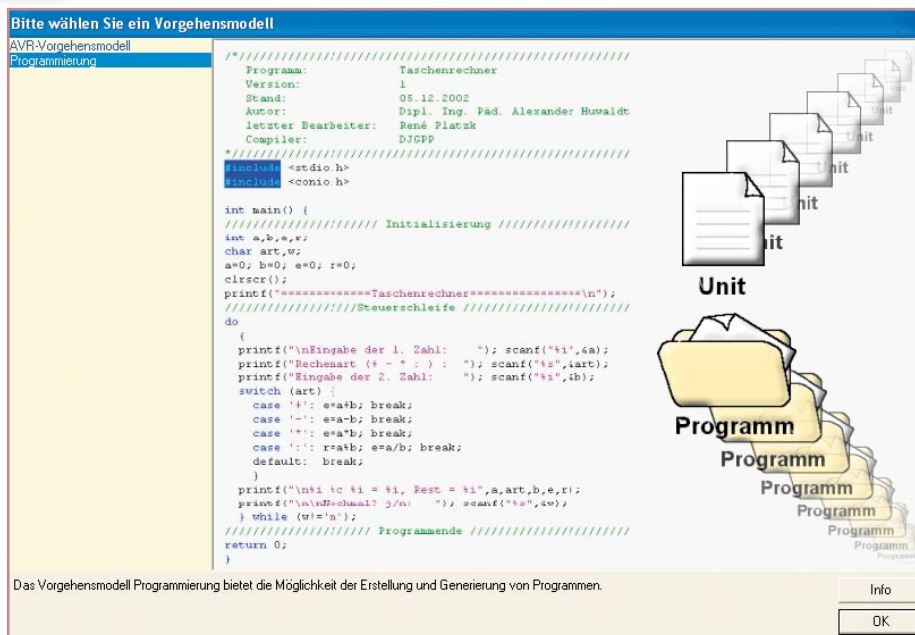 Bitte wählen Sie ein Vorgehensmodell
AVR-Vorgehensmodell
Programmierung
/*//////////////////////////////////////////////////////////
Programm: Taschenrechner
Version: 1
Stand: 05.12.2002
Autor: Dipl. Ing. Päd. Alexander Huwaldt
letzter Bearbeiter: René Platzk
Compiler: DJGPP
*//////////////////////////////////////////////////////////
#include <stdio.h>
#include <conio.h>
int main() {
////////////////////// Initialisierung ///////////////////
int a,b,e,r;
char art,w;
a=0; b=0; e=0; r=0;
clrscr();
printf("=============Taschenrechner================\n");
///////////////////Steuerschleife ////////////////////////
do
{
printf("\nEingabe der 1. Zahl: "); scanf("%i",&a);
printf("Rechenart (+ - * : ) : "); scanf("%s",&art);
printf("Eingabe der 2. Zahl: "); scanf("%i",&b);
switch (art) {
case '+': e=a+b; break;
case '-': e=a-b; break;
case '*': e=a*b; break;
case ':': r=a%b; e=a/b; break;
default: break;
}
printf("\n%i %c %i = %i, Rest = %i",a,art,b,e,r);
printf("\n\nNochmal? j/n: "); scanf("%s",&w);
} while (w!='n');
///////////////////// Programmende ///////////////////////
return 0;
}
Unit
Unit
Programm
Programm
Programm
Programm
Programm
Programm
Programm
Das Vorgehensmodell Programmierung bietet die Möglichkeit der Erstellung und Generierung von Programmen.
Info
OK